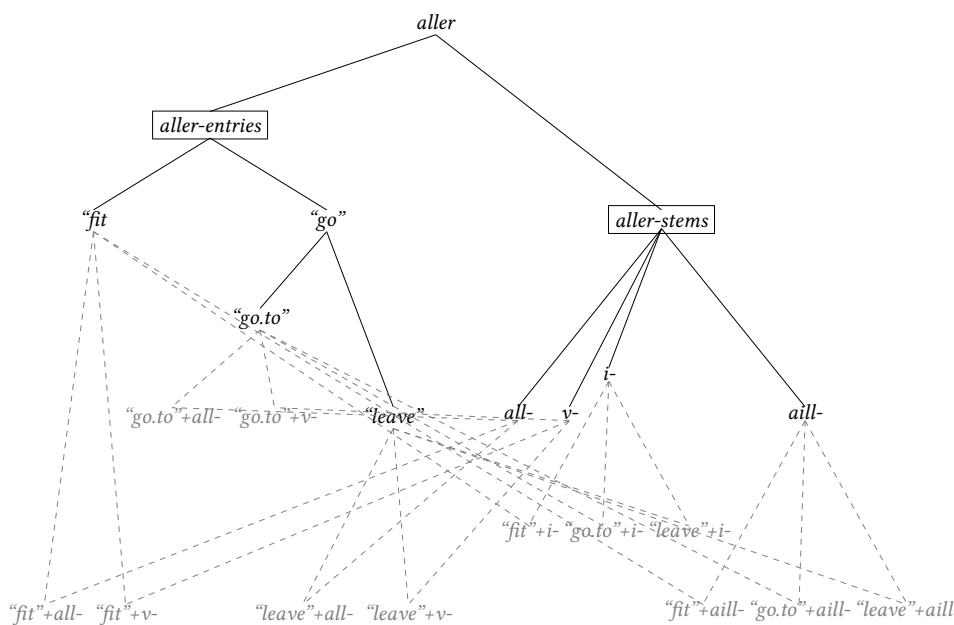 aller
aller-entries
“fit
“go”
aller-stems
“go.to”
i-
“go.to”+all- “go.to”+v-
“leave”
all- v-
aill-
“fit”+i- “go.to”+i- “leave”+i-
“fit”+all- “fit”+v-
“leave”+all- “leave”+v-
“fit”+aill- “go.to”+aill- “leave”+aill